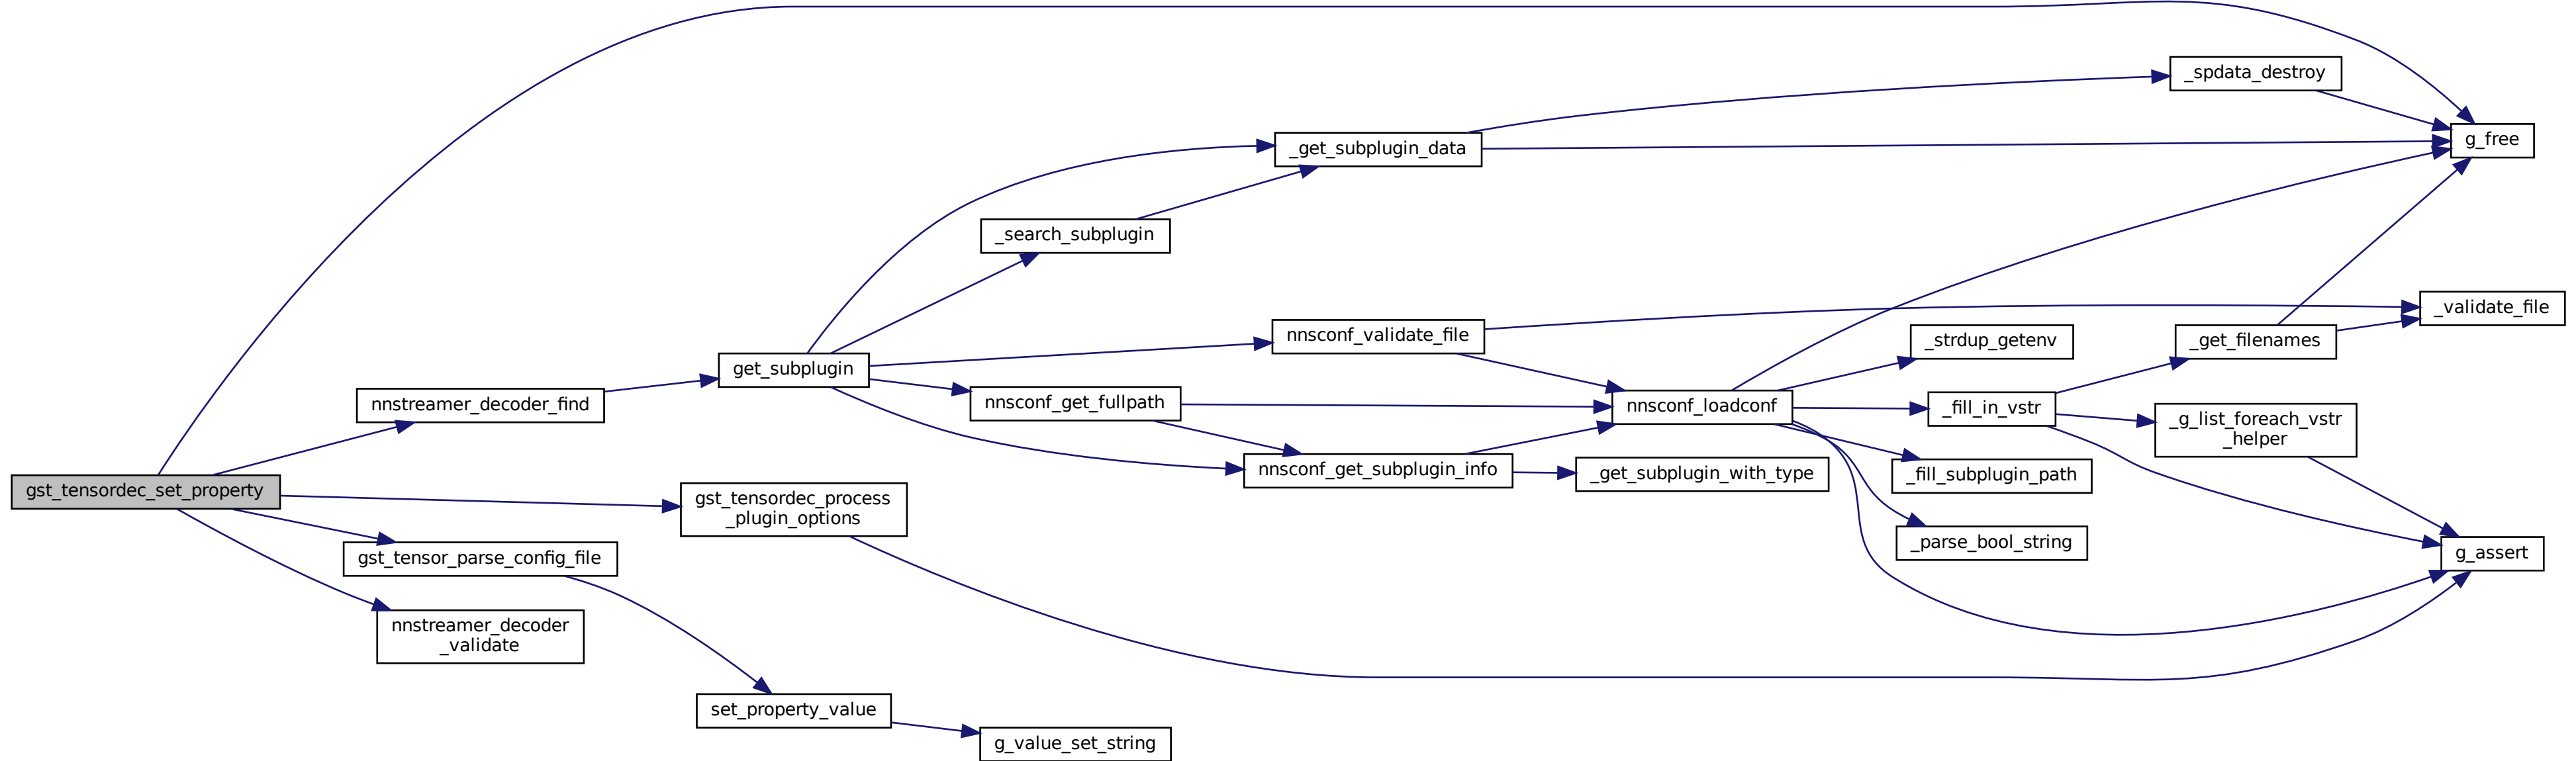 _spdata_destroy
g_free
_get_subplugin_data
_search_subplugin
_validate_file
nnsconf_validate_file
_strdup_getenv
_get_filenames
get_subplugin
nnstreamer_decoder_find
nnsconf_get_fullpath
nnsconf_loadconf
_fill_in_vstr
_g_list_foreach_vstr
_helper
nnsconf_get_subplugin_info
_get_subplugin_with_type
_fill_subplugin_path
gst_tensordec_set_property
gst_tensordec_process
_plugin_options
_parse_bool_string
g_assert
gst_tensor_parse_config_file
nnstreamer_decoder
_validate
set_property_value
g_value_set_string